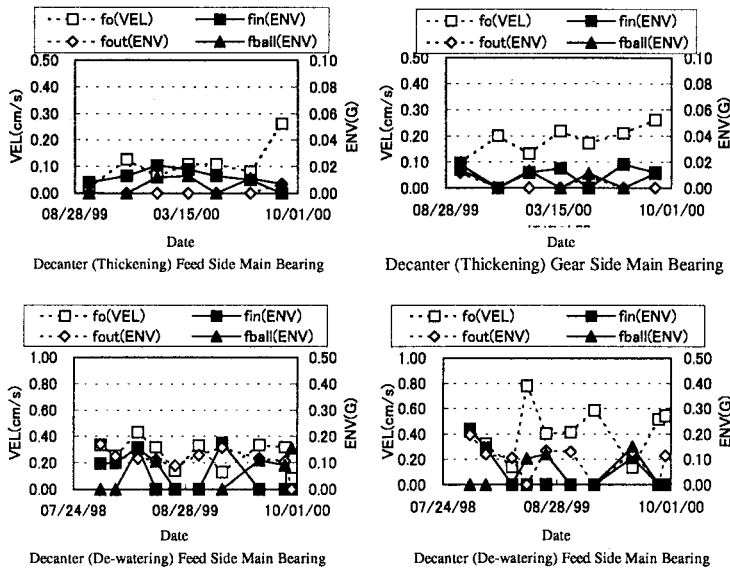 fo(VEL) fin(ENV)
fout(ENV) fball(ENV)
0.50 0.10
0.40 0.08
0.30 0.06
0.20 0.04
0.10 0.02
0.00 0.00
VEL(cm/s) ENV(G)
08/28/99 03/15/00 10/01/00
Date
Decanter (Thickening) Feed Side Main Bearing
fo(VEL) fin(ENV)
fout(ENV) fball(ENV)
0.50 0.10
0.40 0.08
0.30 0.06
0.20 0.04
0.10 0.02
0.00 0.00
VEL(cm/s) ENV(G)
08/28/99 03/15/00 10/01/00
Date
Decanter (Thickening) Gear Side Main Bearing
fo(VEL) fin(ENV)
fout(ENV) fball(ENV)
1.00 0.50
0.80 0.40
0.60 0.30
0.40 0.20
0.20 0.10
0.00 0.00
VEL(cm/s) ENV(G)
07/24/98 08/28/99 10/01/00
Date
Decanter (De-watering) Feed Side Main Bearing
fo(VEL) fin(ENV)
fout(ENV) fball(ENV)
1.00 0.50
0.80 0.40
0.60 0.30
0.40 0.20
0.20 0.10
0.00 0.00
VEL(cm/s) ENV(G)
07/24/98 08/28/99 10/01/00
Date
Decanter (De-watering) Feed Side Main Bearing